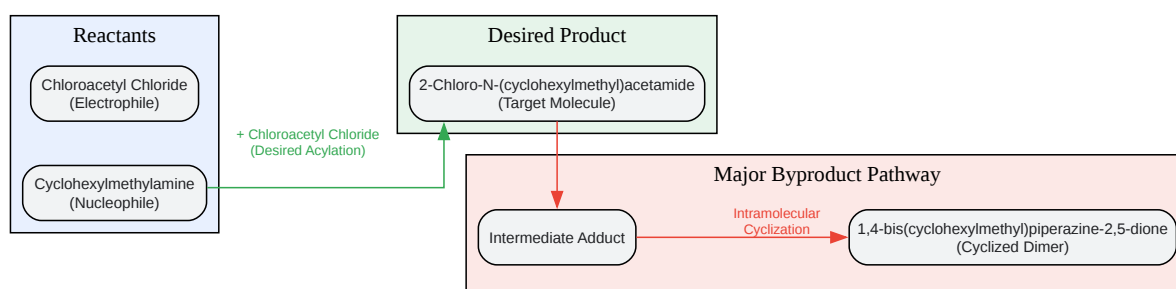 Reactants
Chloroacetyl Chloride
(Electrophile)
Cyclohexylmethylamine
(Nucleophile)
+ Chloroacetyl Chloride
(Desired Acylation)
Desired Product
2-Chloro-N-(cyclohexylmethyl)acetamide
(Target Molecule)
Major Byproduct Pathway
Intermediate Adduct
Intramolecular
Cyclization
1,4-bis(cyclohexylmethyl)piperazine-2,5-dione
(Cyclized Dimer)